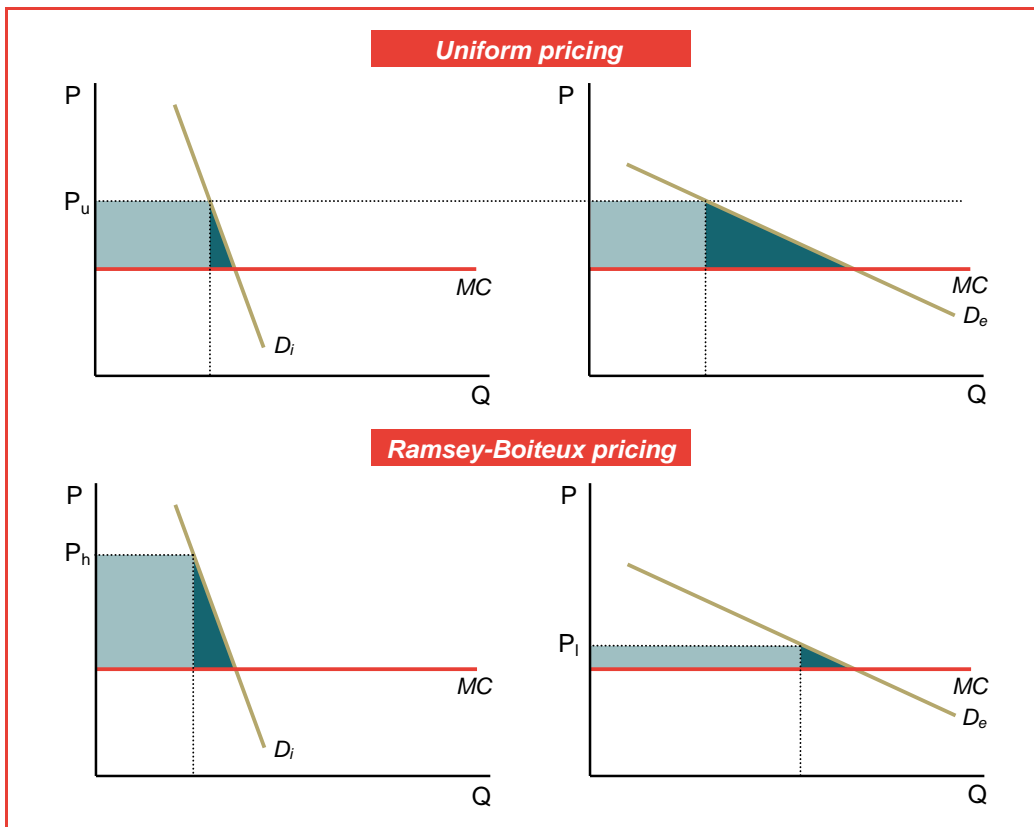 Uniform pricing
P
P
Pu
MC
MC
Di
De
Q
Q
Ramsey-Boiteux pricing
P
P
Ph
Pl
MC
MC
De
Di
Q
Q